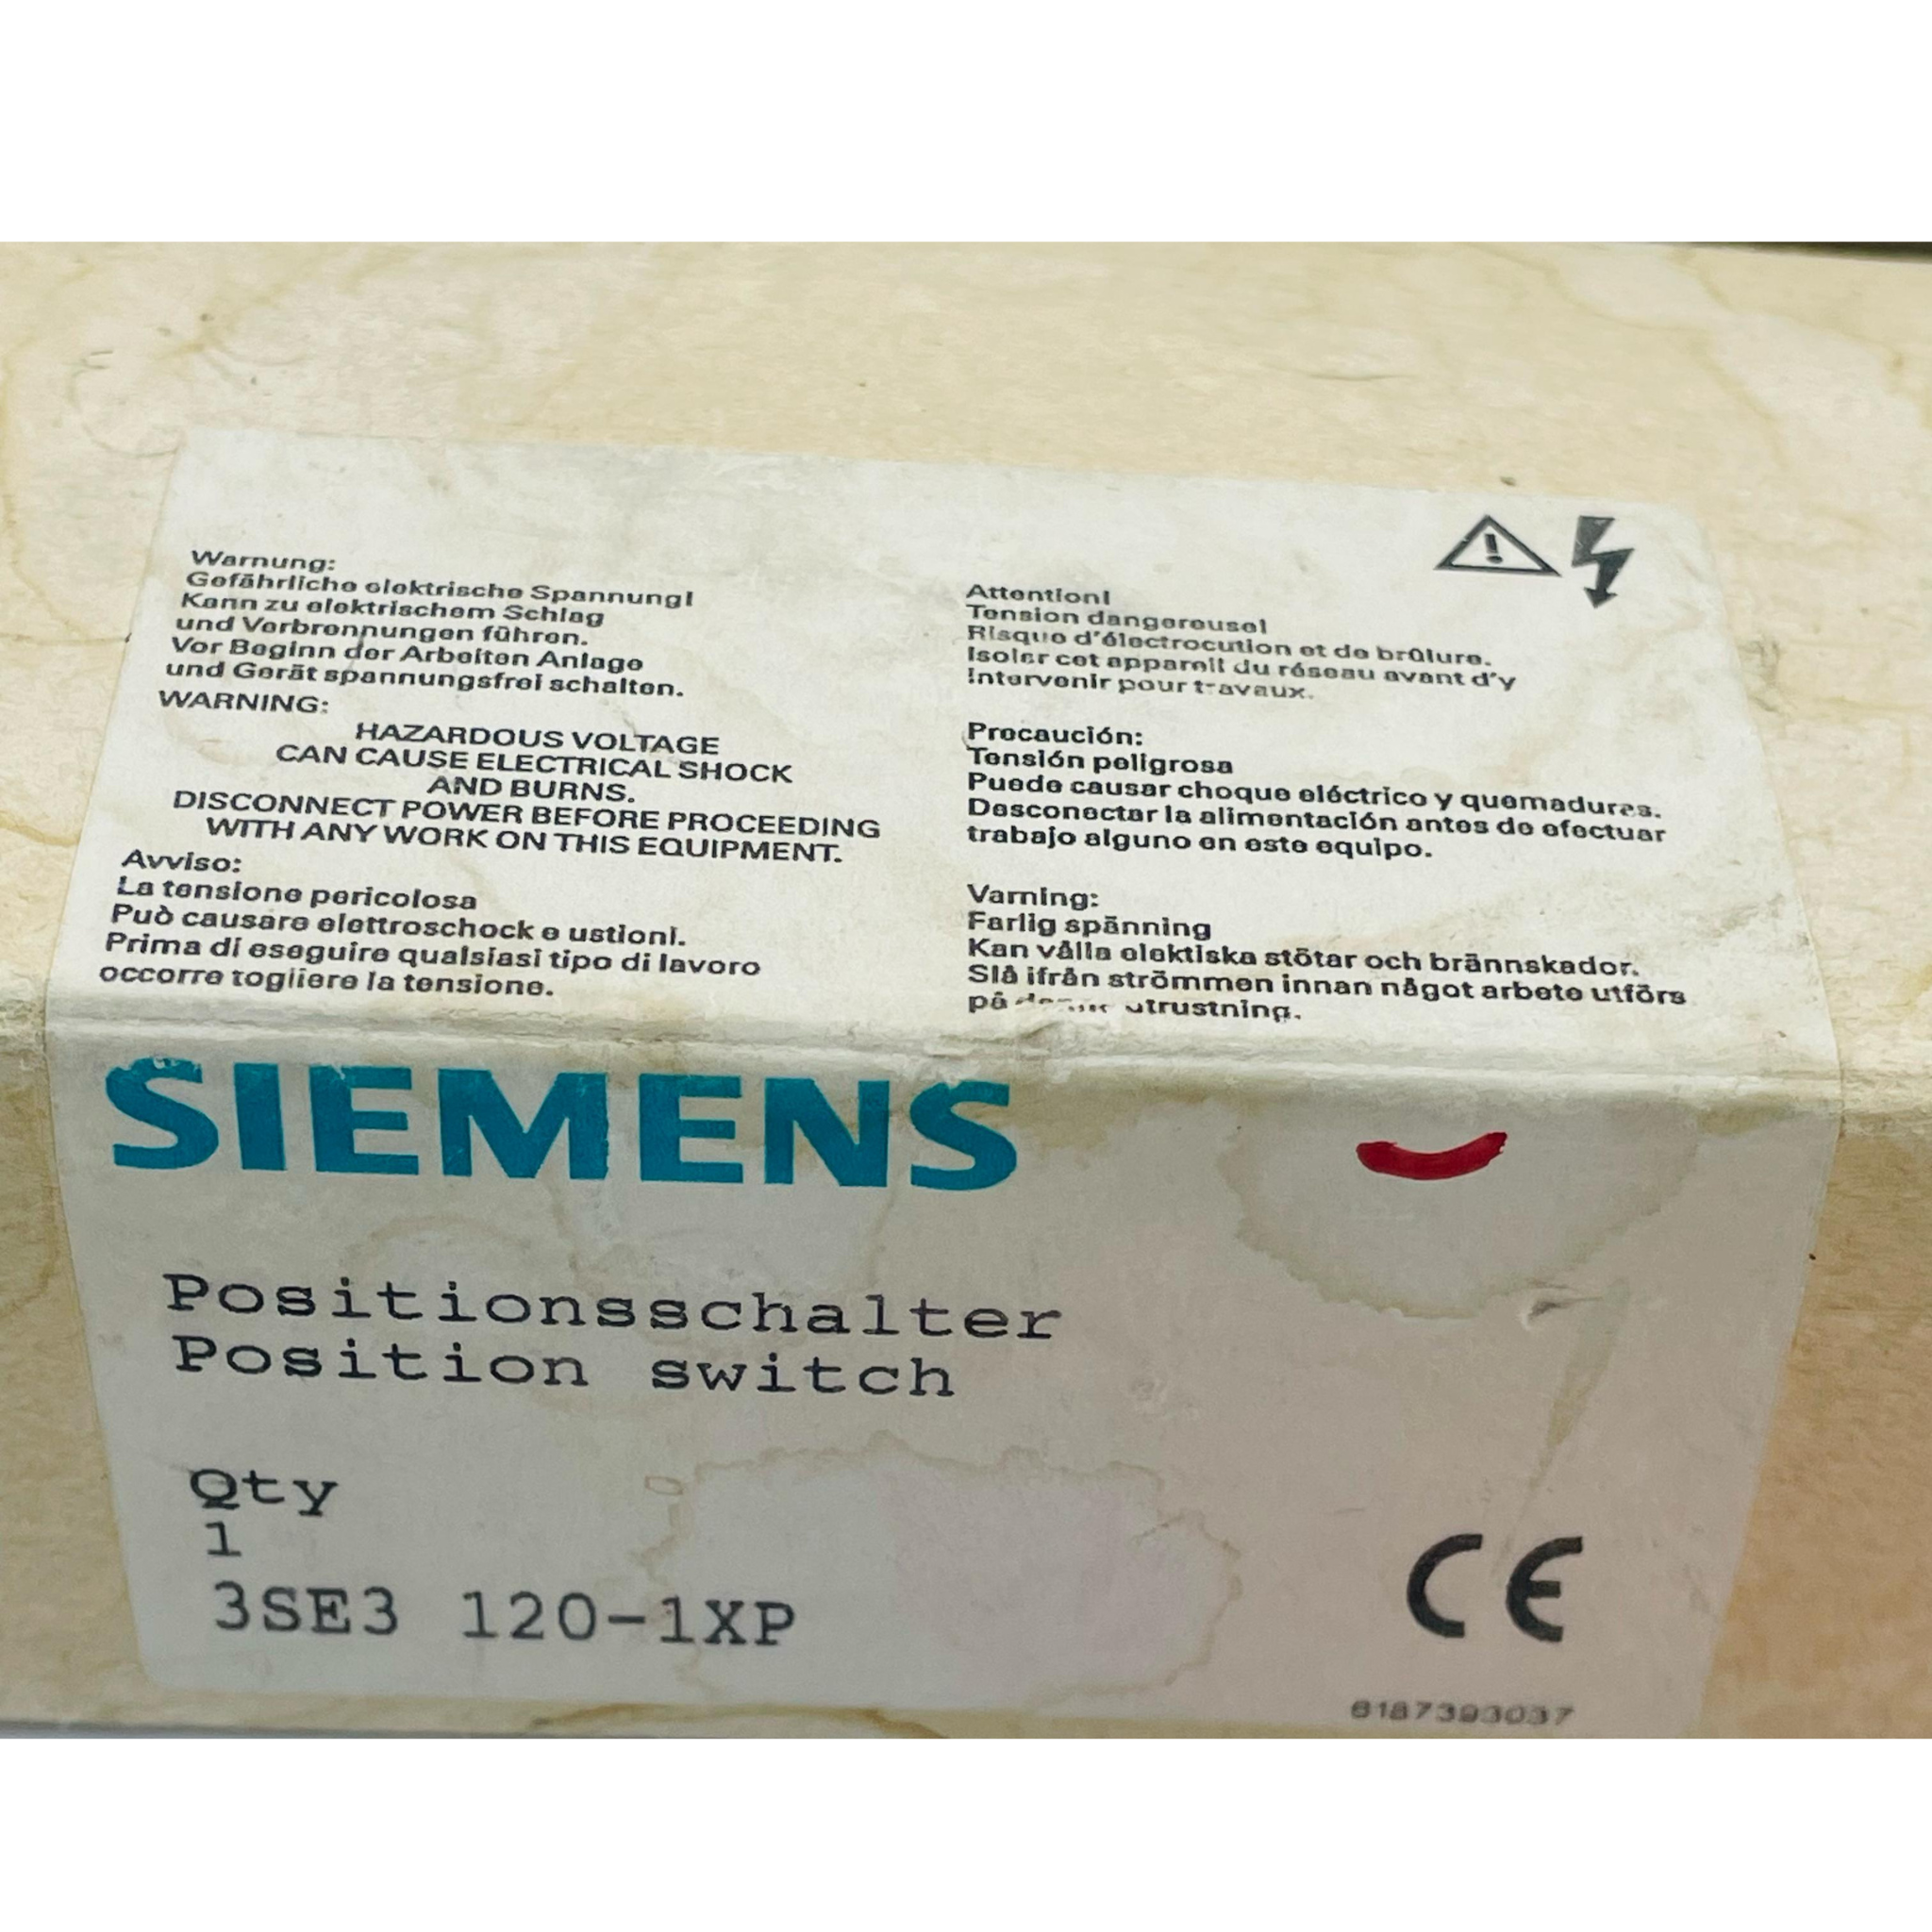 Warnung:
Gefährliche elektrische Spannung!
Kann zu elektrischem Schlag
und Verbrennungen führen.
Vor Beginn der Arbeiten Anlage
und Gerät spannungsfrei schalten.
WARNING:
HAZARDOUS VOLTAGE
CAN CAUSE ELECTRICAL SHOCK
AND BURNS.
DISCONNECT POWER BEFORE PROCEEDING
WITH ANY WORK ON THIS EQUIPMENT.
Avviso:
La tensione pericolosa
Può causare elettroschock e ustioni.
Prima di eseguire qualsiasi tipo di lavoro
occorre togliere la tensione.
Attention!
Tension dangereuse!
Risque d'électrocution et de brûlure.
Isoler cet appareil du réseau avant d'y
intervenir pour travaux.
Precaución:
Tensión peligrosa
Puede causar choque eléctrico y quemaduras.
Desconectar la alimentación antes de efectuar
trabajo alguno en este equipo.
Varning:
Farlig spänning
Kan vålla elektiska stötar och brännskador.
Slå ifrån strömmen innan något arbete utförs
på utrustning.
SIEMENS
Positionsschalter
Position switch
Qty
1
3SE3 120-1XP
CE
6187393037